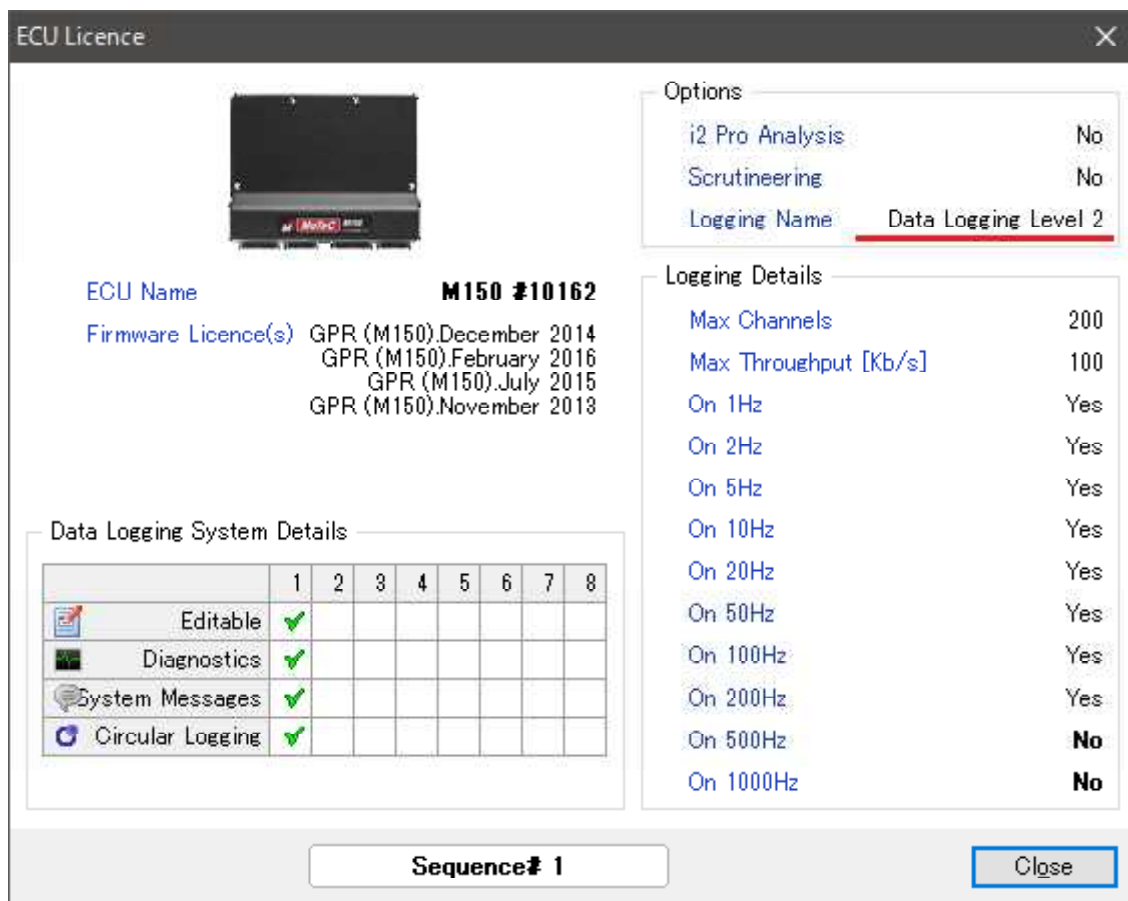 ECU Licence
MoTeC M150
ECU Name M150 #10162
Firmware Licence(s) GPR (M150).December 2014
GPR (M150).February 2016
GPR (M150).July 2015
GPR (M150).November 2013
Data Logging System Details
1 2 3 4 5 6 7 8
Editable
Diagnostics
System Messages
Circular Logging
Options
i2 Pro Analysis No
Scrutineering No
Logging Name Data Logging Level 2
Logging Details
Max Channels 200
Max Throughput [Kb/s] 100
On 1Hz Yes
On 2Hz Yes
On 5Hz Yes
On 10Hz Yes
On 20Hz Yes
On 50Hz Yes
On 100Hz Yes
On 200Hz Yes
On 500Hz No
On 1000Hz No
Sequence# 1
Close